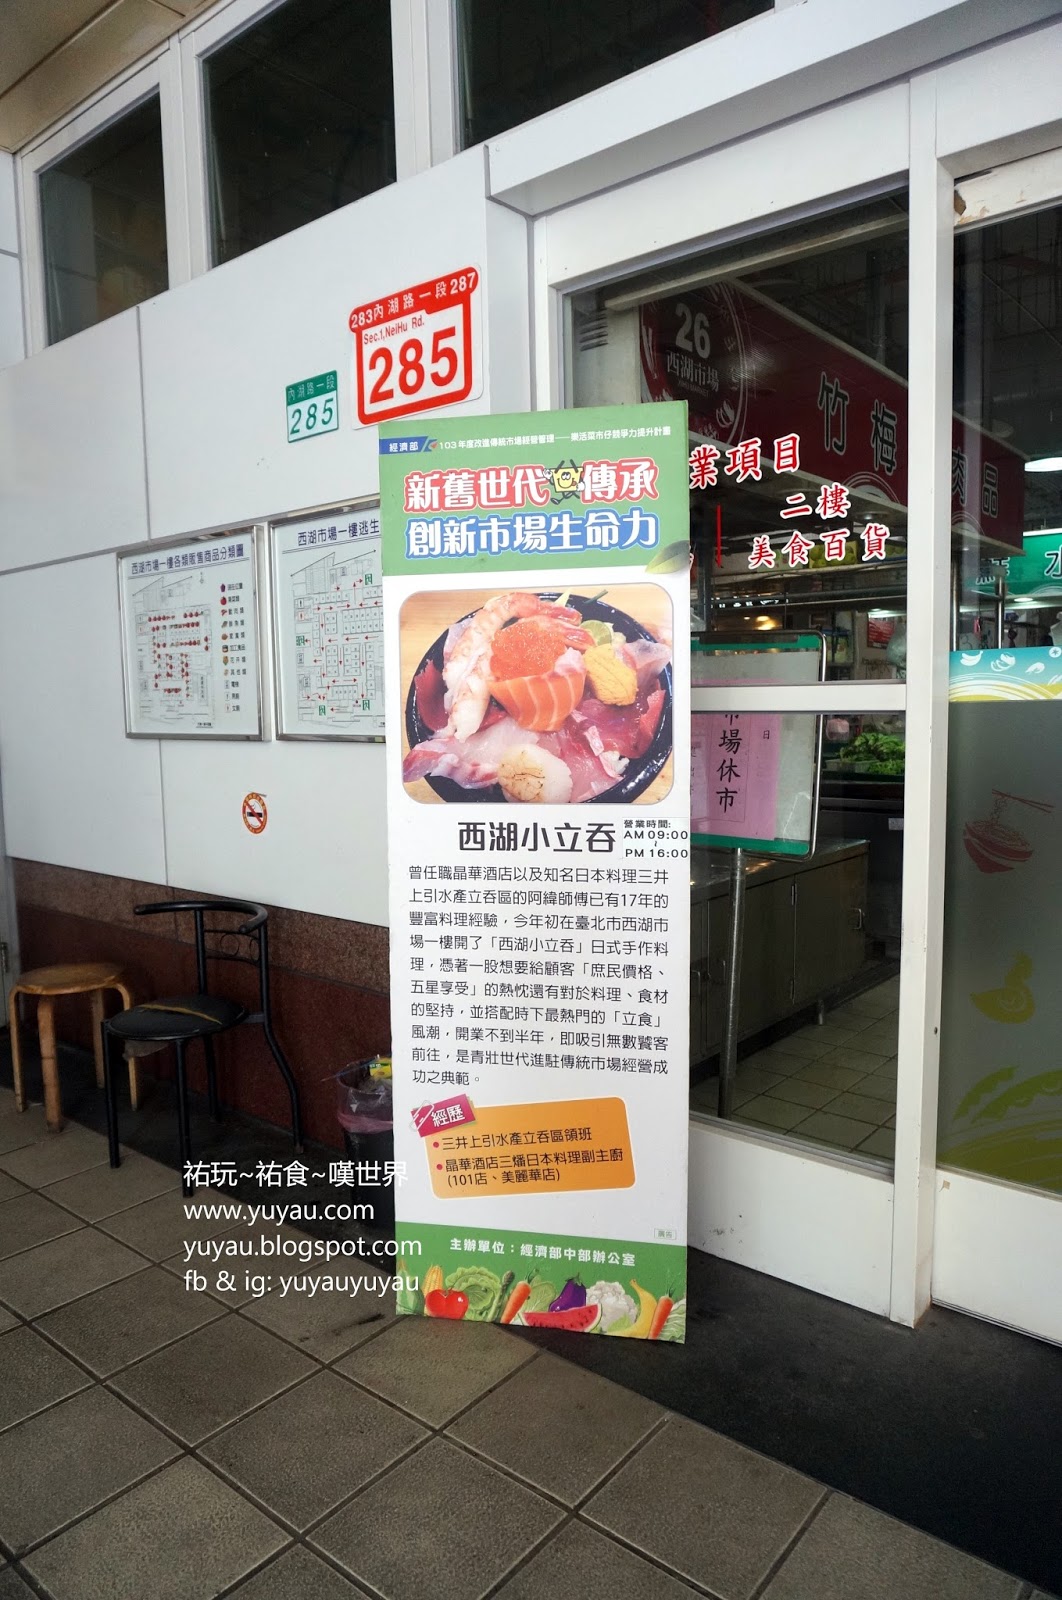 283內湖路一段287
Sec.1,NeiHu Rd.
285
內湖路一段
285
26
西湖市場
竹梅
肉品
業項目
二樓
美食百貨
水
市場休市
日
西湖市場一樓各類販售商品分類圖
西湖市場一樓逃生
經濟部
103年度改進傳統市場經營管理──樂活菜市仔競爭力提升計畫
新舊世代 傳承
創新市場生命力
西湖小立吞
營業時間:
AM 09:00
~
PM 16:00
曾任職晶華酒店以及知名日本料理三井
上引水產立吞區的阿緯師傅已有17年的
豐富料理經驗，今年初在臺北市西湖市
場一樓開了「西湖小立吞」日式手作料
理，憑著一股想要給顧客「庶民價格、
五星享受」的熱忱還有對於料理、食材
的堅持，並搭配時下最熱門的「立食」
風潮，開業不到半年，即吸引無數饕客
前往，是青壯世代進駐傳統市場經營成
功之典範。
經歷
•三井上引水產立吞區領班
•晶華酒店三燔日本料理副主廚
(101店、美麗華店)
廣告
主辦單位：經濟部中部辦公室
祐玩~祐食~嘆世界
www.yuyau.com
yuyau.blogspot.com
fb & ig: yuyauyuyau